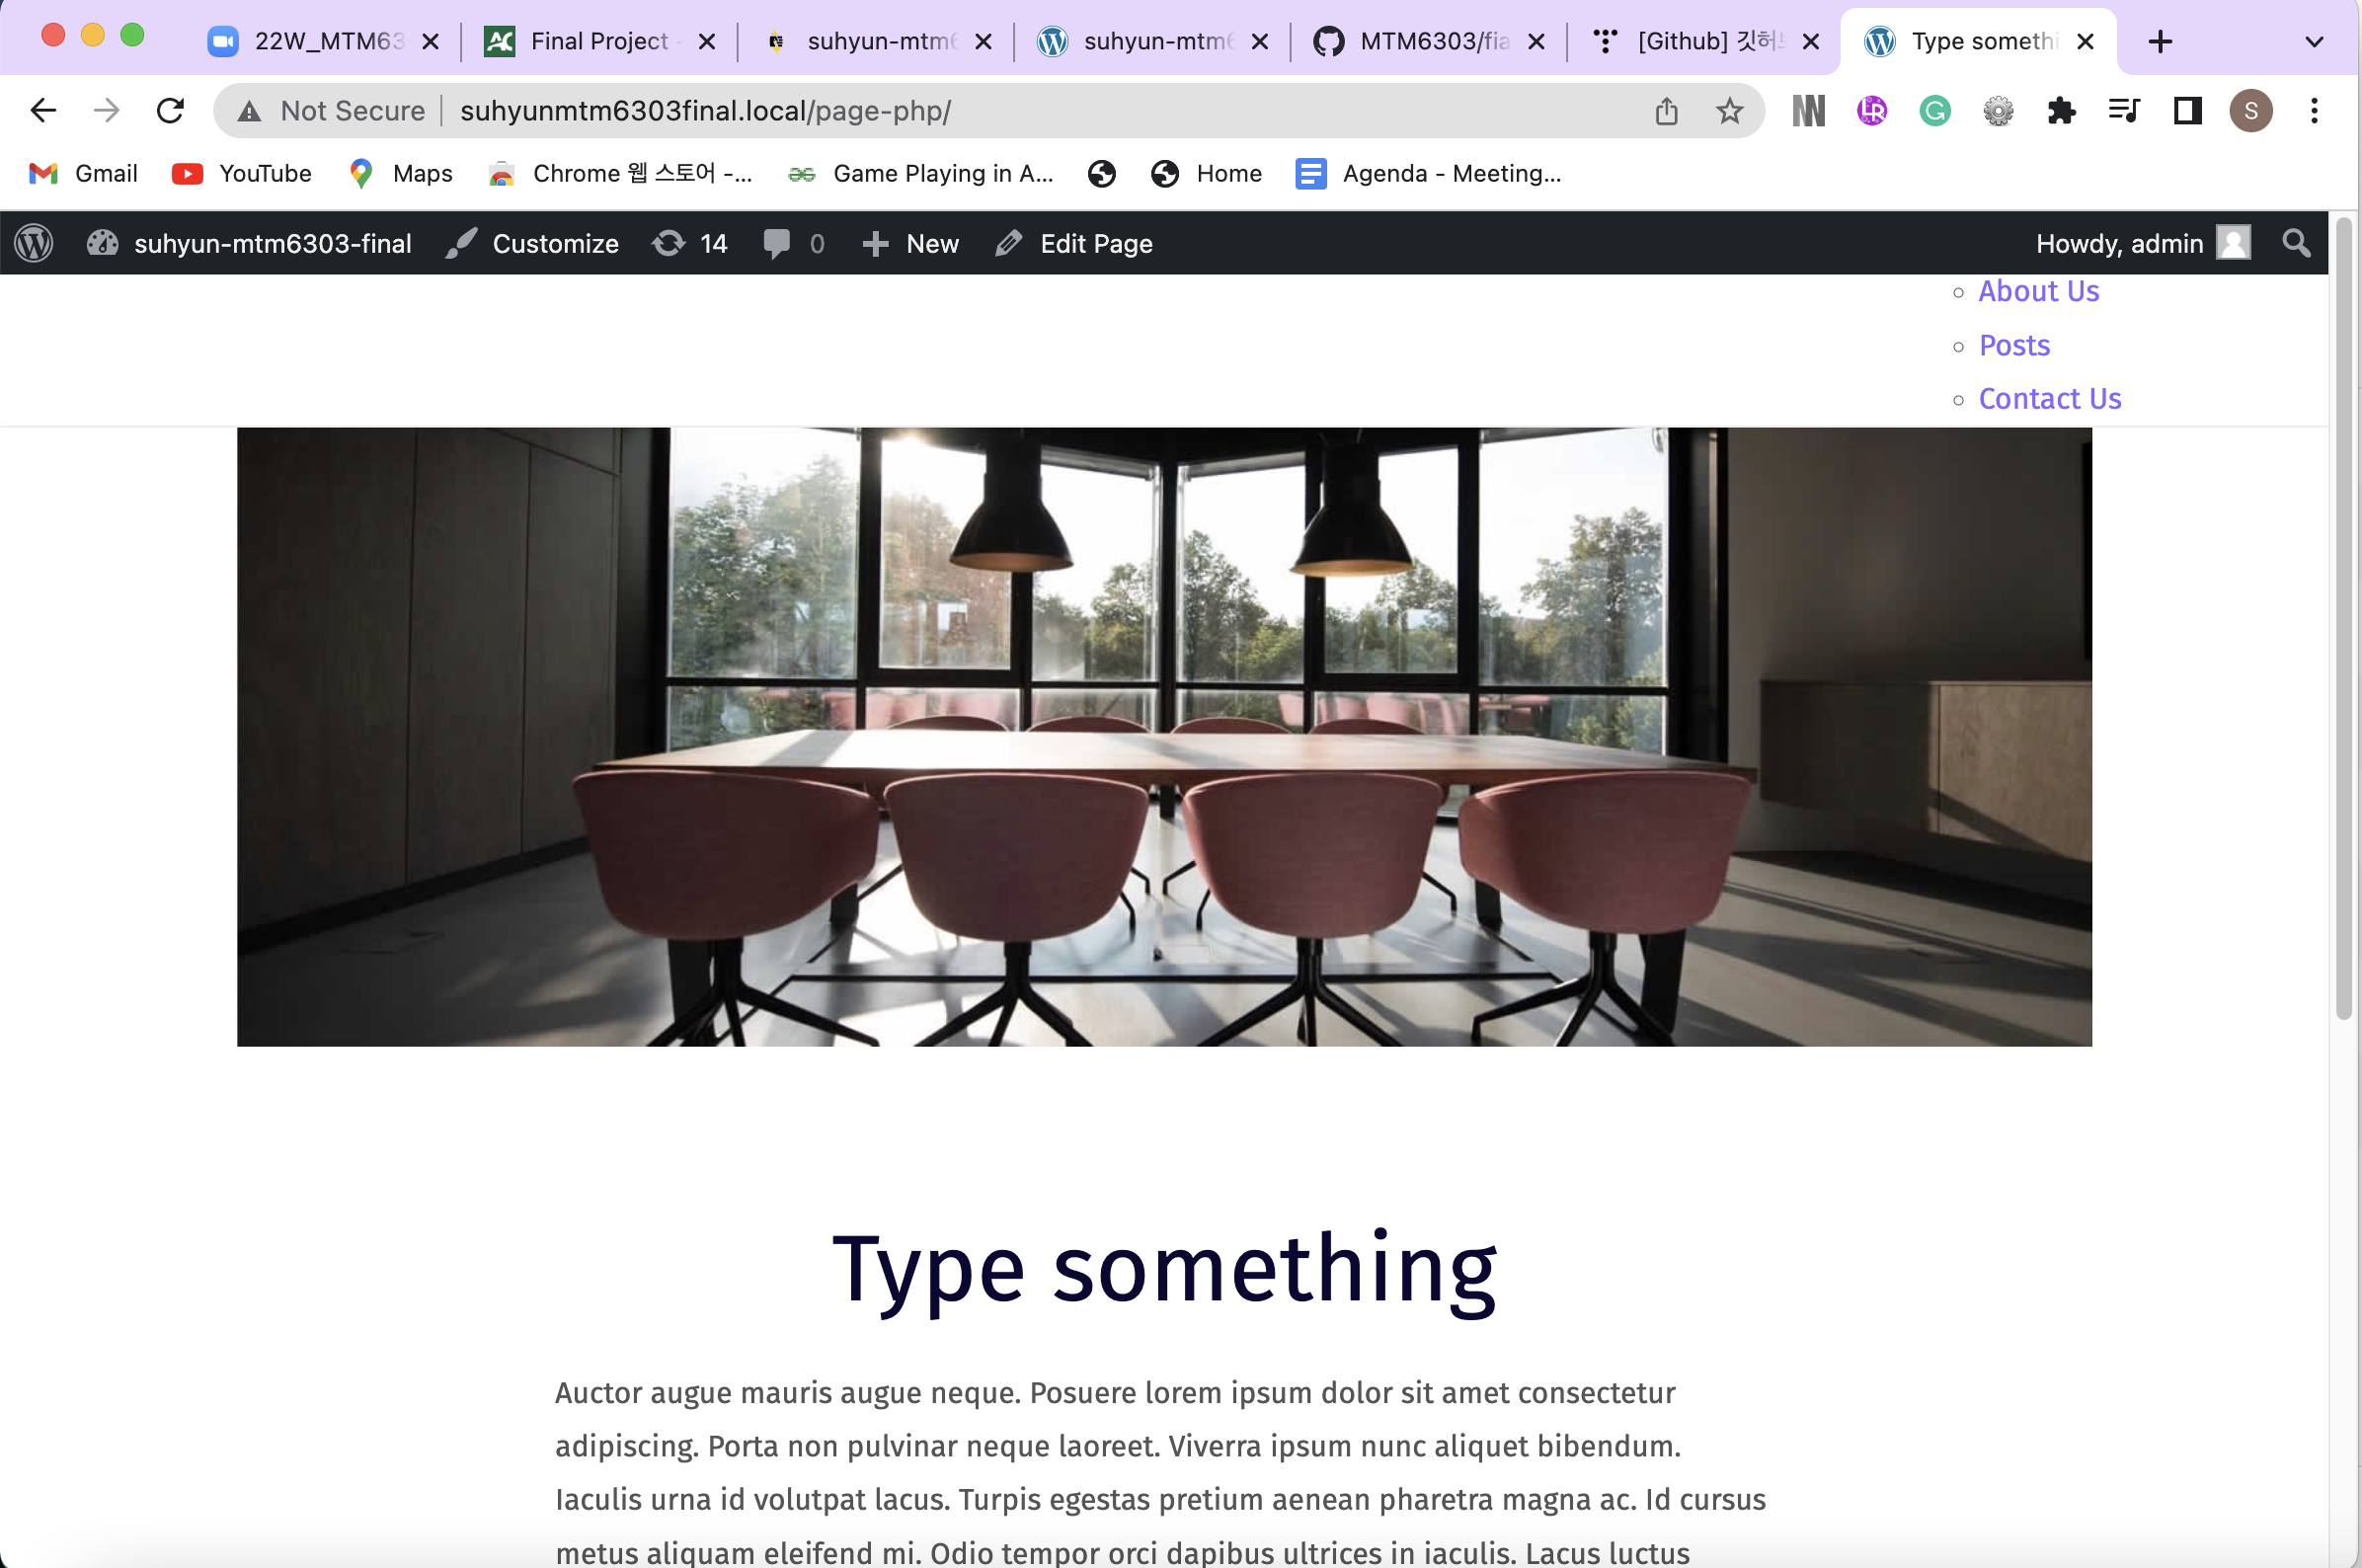 22W_MTM63
Final Project -
suhyun-mtm6
suhyun-mtm6
MTM6303/fia
[Github] 깃허브
Type somethi
Not Secure
suhyunmtm6303final.local/page-php/
S
Gmail
YouTube
Maps
Chrome 웹 스토어 -...
Game Playing in A...
Home
Agenda - Meeting...
suhyun-mtm6303-final
Customize
14
0
New
Edit Page
Howdy, admin
About Us
Posts
Contact Us
Type something
Auctor augue mauris augue neque. Posuere lorem ipsum dolor sit amet consectetur
adipiscing. Porta non pulvinar neque laoreet. Viverra ipsum nunc aliquet bibendum.
Iaculis urna id volutpat lacus. Turpis egestas pretium aenean pharetra magna ac. Id cursus
metus aliquam eleifend mi. Odio tempor orci dapibus ultrices in iaculis. Lacus luctus